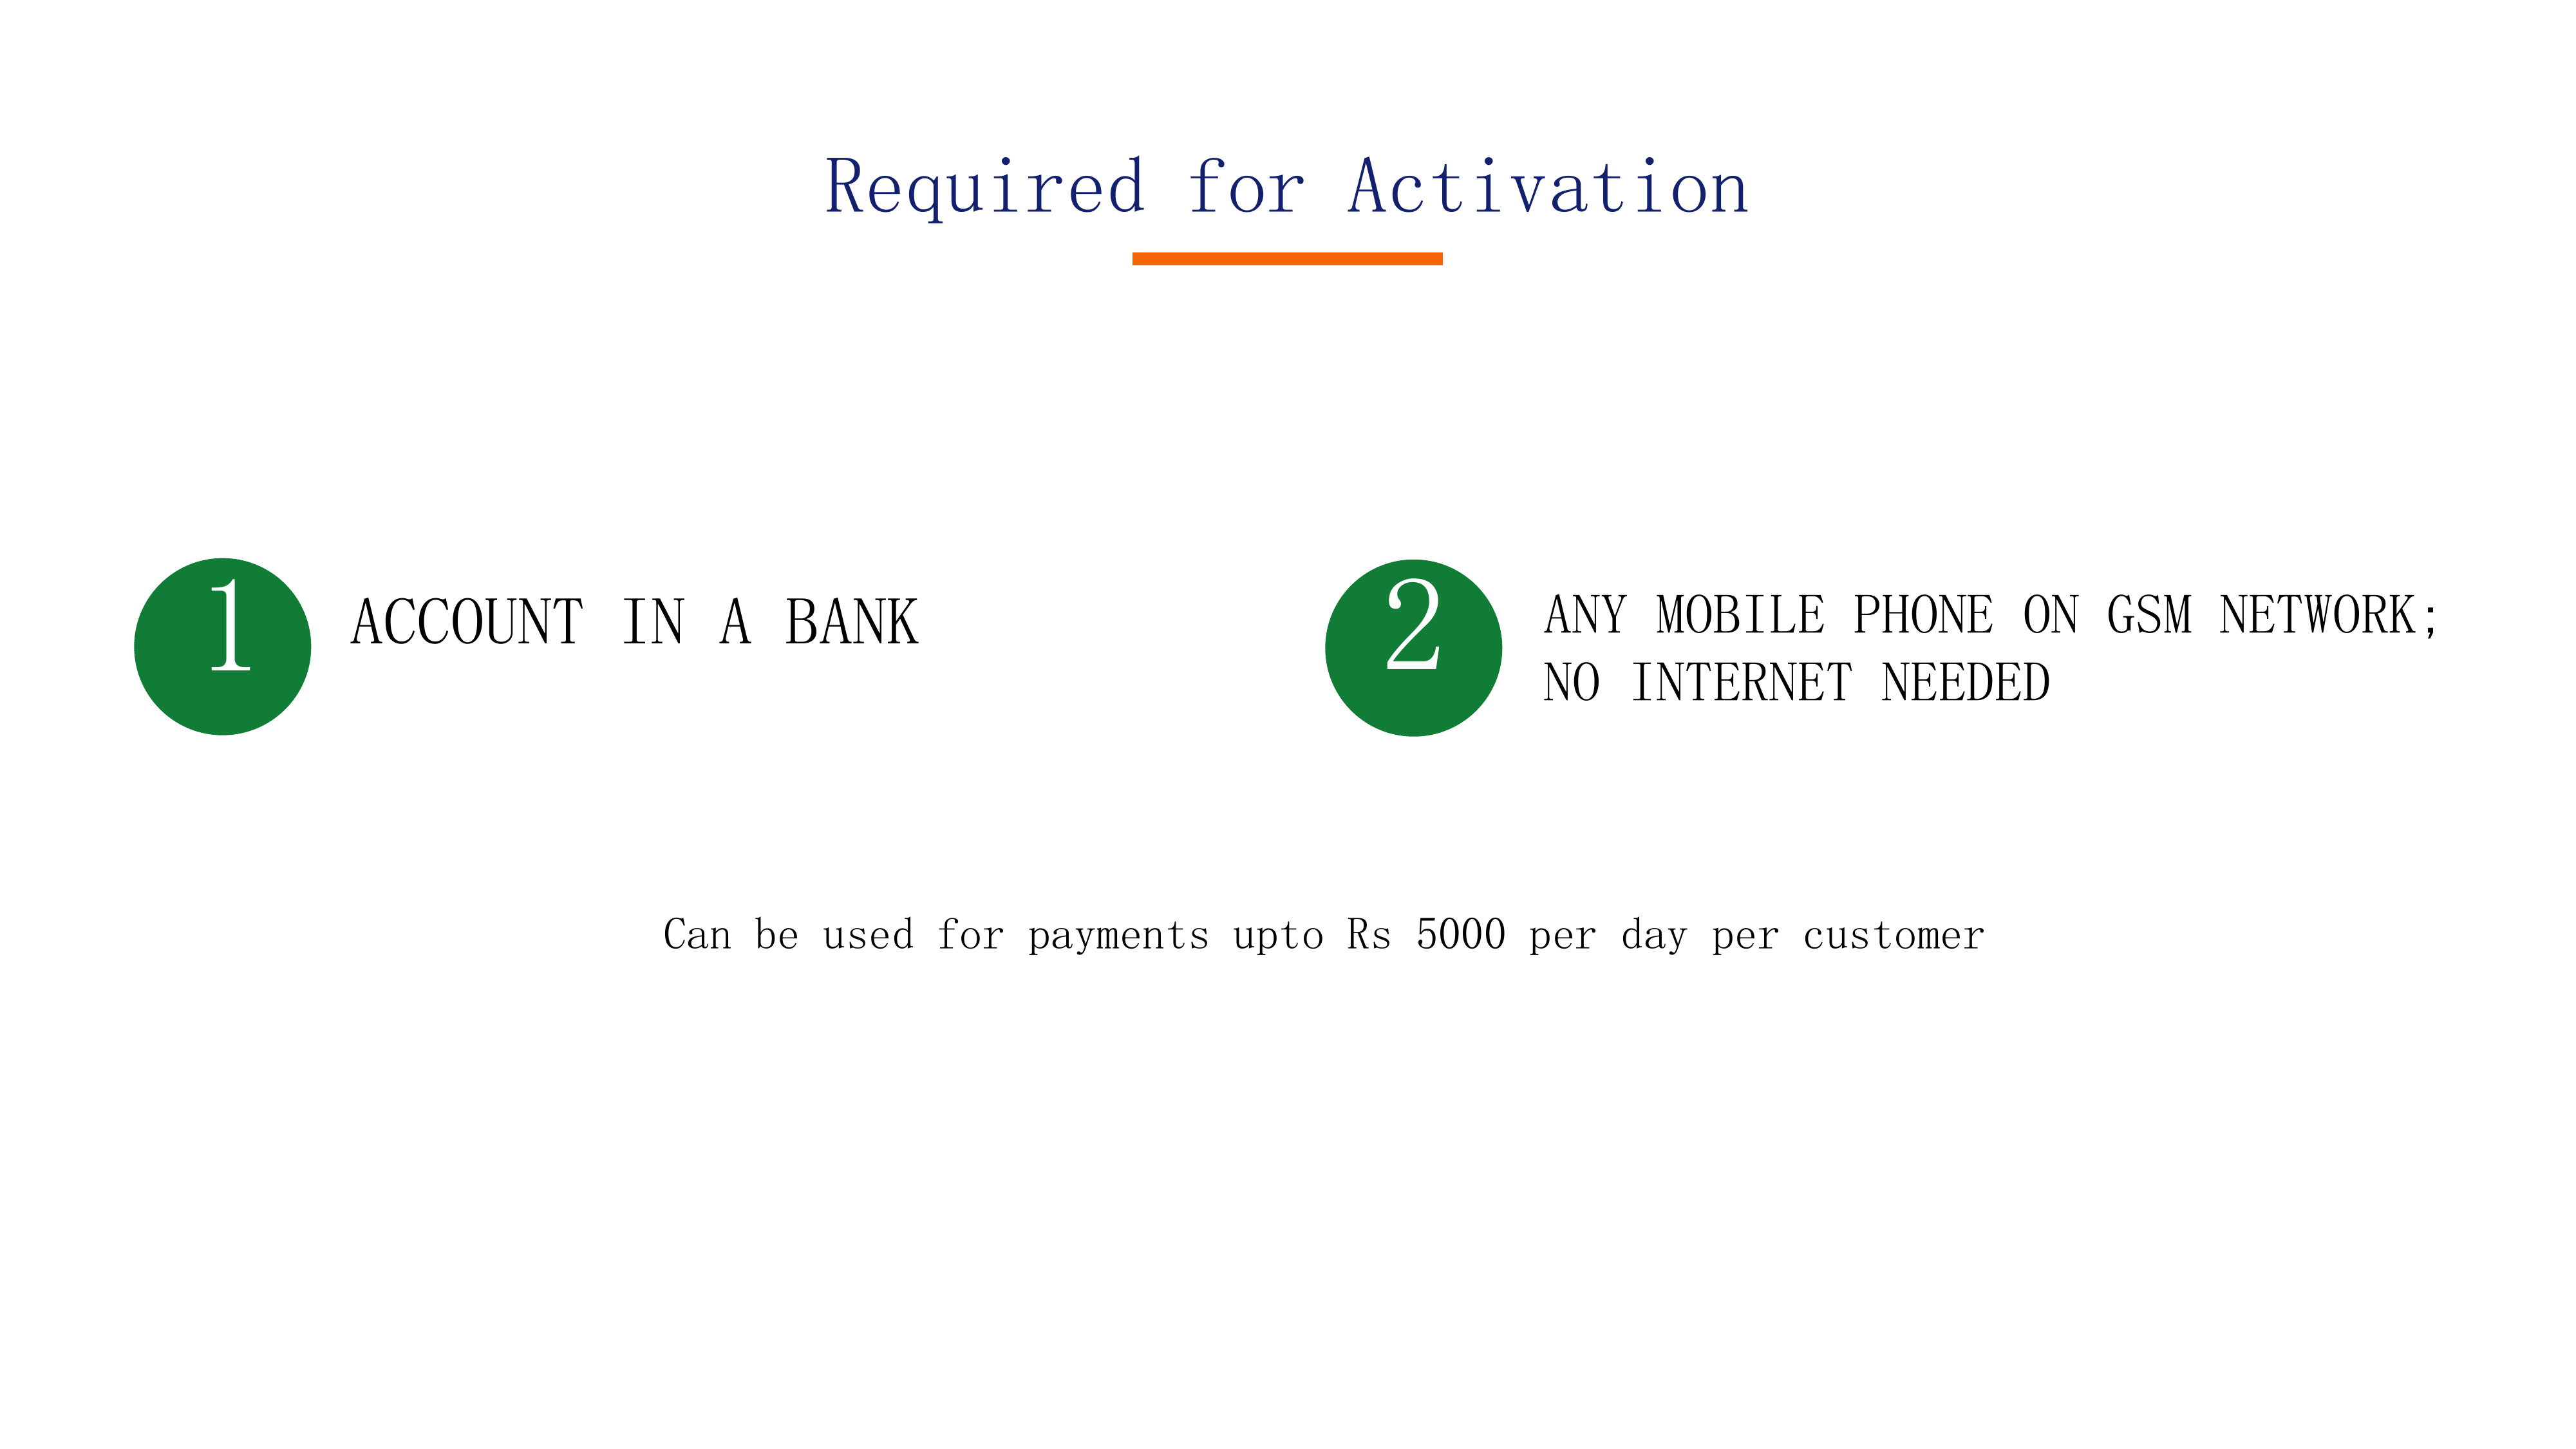 Required for Activation
1
ACCOUNT IN A BANK
2
ANY MOBILE PHONE ON GSM NETWORK;
NO INTERNET NEEDED
Can be used for payments upto Rs 5000 per day per customer